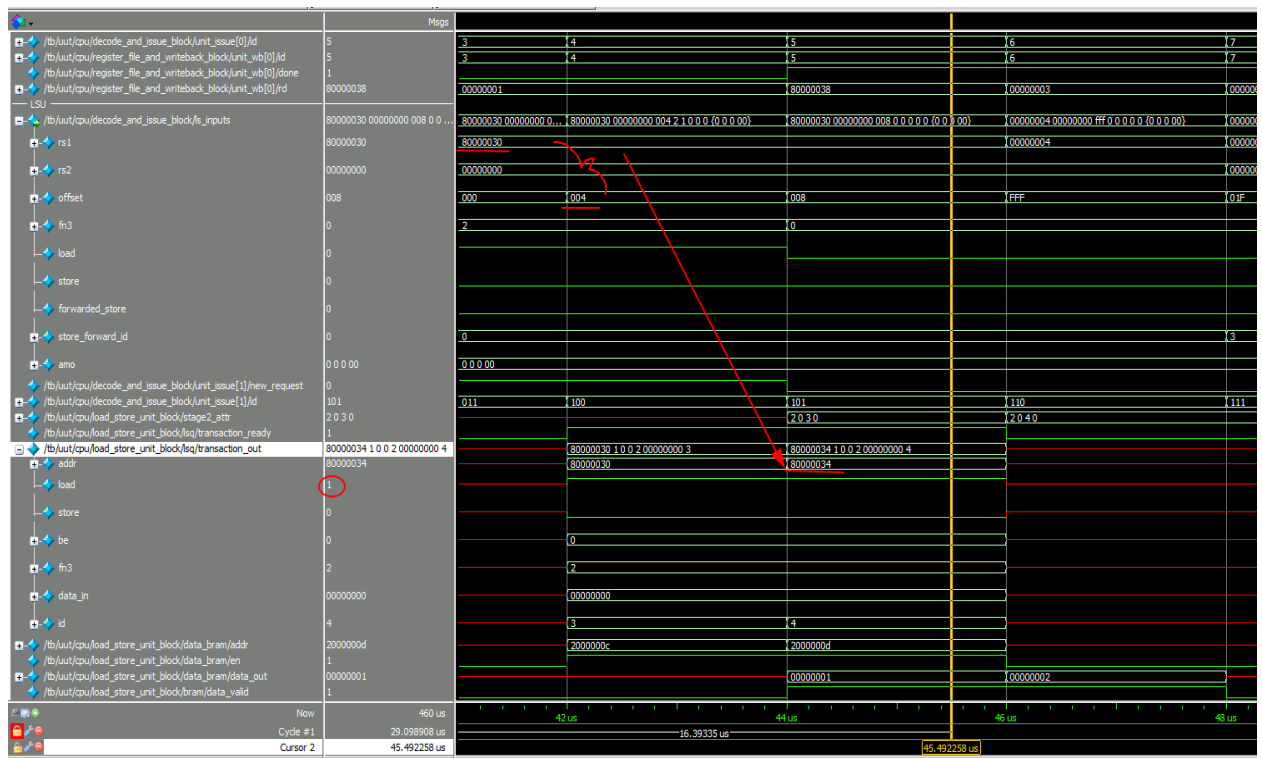 Msgs
/tb/uut/cpu/decode_and_issue_block/unit_issue[0]/id 5 3 4 5 6 7
/tb/uut/cpu/register_file_and_writeback_block/unit_wb[0]/id 5 3 4 5 6 7
/tb/uut/cpu/register_file_and_writeback_block/unit_wb[0]/done 1
/tb/uut/cpu/register_file_and_writeback_block/unit_wb[0]/rd 80000038 00000001 80000038 00000003 00000
LSU
/tb/uut/cpu/decode_and_issue_block/ls_inputs 80000030 00000000 008 0 0 ... 80000030 00000000 0... 80000030 00000000 004 2 1 0 0 0 {0 0 0 00} 80000030 00000000 008 0 0 0 0 0 {0 0 0 00} 00000004 00000000 fff 0 0 0 0 0 {0 0 0 00} 00000
rs1 80000030 80000030 00000004 00000
rs2 00000000 00000000 00000
offset 008 000 004 008 FFF 01F
fn3 0 2 0
load 0
store 0
forwarded_store 0
store_forward_id 0 0 3
amo 0 0 0 00 0 0 0 00
/tb/uut/cpu/decode_and_issue_block/unit_issue[1]/new_request 0
/tb/uut/cpu/decode_and_issue_block/unit_issue[1]/id 101 011 100 101 110 111
/tb/uut/cpu/load_store_unit_block/stage2_attr 2 0 3 0 2 0 3 0 2 0 4 0
/tb/uut/cpu/load_store_unit_block/lsq/transaction_ready 1
/tb/uut/cpu/load_store_unit_block/lsq/transaction_out 80000034 1 0 0 2 00000000 4 80000030 1 0 0 2 00000000 3 80000034 1 0 0 2 00000000 4
addr 80000034 80000030 80000034
load 1
store 0
be 0 0
fn3 2 2
data_in 00000000 00000000
id 4 3 4
/tb/uut/cpu/load_store_unit_block/data_bram/addr 2000000d 2000000c 2000000d
/tb/uut/cpu/load_store_unit_block/data_bram/en 1
/tb/uut/cpu/load_store_unit_block/data_bram/data_out 00000001 00000001 00000002
/tb/uut/cpu/load_store_unit_block/bram/data_valid 1
Now 460 us 42 us 44 us 46 us 48 us
Cycle #1 29.098908 us 16.39335 us
Cursor 2 45.492258 us 45.492258 us